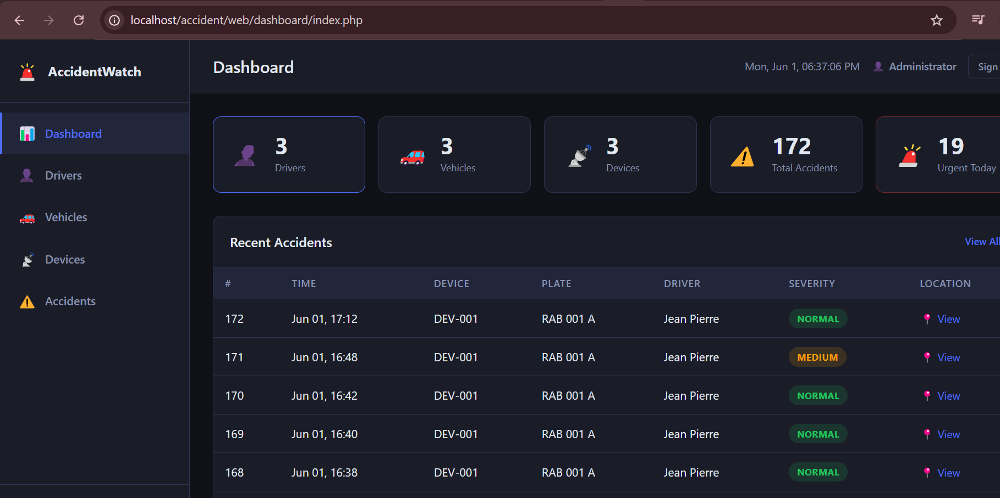 localhost/accident/web/dashboard/index.php
AccidentWatch
Dashboard
Drivers
Vehicles
Devices
Accidents
Dashboard
Mon, Jun 1, 06:37:06 PM Administrator Sign
3
Drivers
3
Vehicles
3
Devices
172
Total Accidents
19
Urgent Today
Recent Accidents
View All
# TIME DEVICE PLATE DRIVER SEVERITY LOCATION
172 Jun 01, 17:12 DEV-001 RAB 001 A Jean Pierre NORMAL View
171 Jun 01, 16:48 DEV-001 RAB 001 A Jean Pierre MEDIUM View
170 Jun 01, 16:42 DEV-001 RAB 001 A Jean Pierre NORMAL View
169 Jun 01, 16:40 DEV-001 RAB 001 A Jean Pierre NORMAL View
168 Jun 01, 16:38 DEV-001 RAB 001 A Jean Pierre NORMAL View